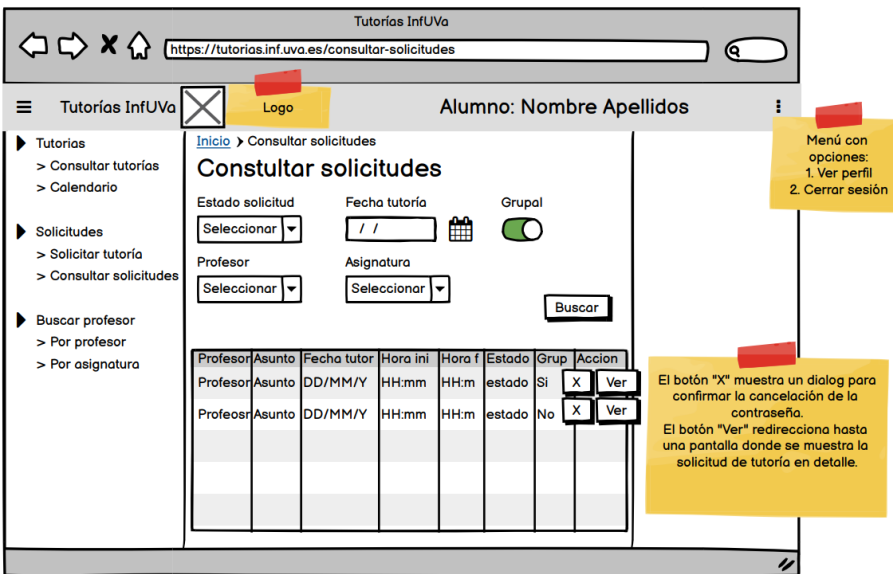 Tutorías InfUVa
https://tutorias.inf.uva.es/consultar-solicitudes
Tutorías InfUVa
Logo
Alumno: Nombre Apellidos
Menú con
opciones:
1. Ver perfil
2. Cerrar sesión
Tutorias
> Consultar tutorías
> Calendario
Solicitudes
> Solicitar tutoría
> Consultar solicitudes
Buscar profesor
> Por profesor
> Por asignatura
Inicio > Consultar solicitudes
Constultar solicitudes
Estado solicitud Fecha tutoría Grupal
Seleccionar / /
Profesor Asignatura
Seleccionar Seleccionar
Buscar
Profesor Asunto Fecha tutor Hora ini Hora f Estado Grup Accion
Profesor Asunto DD/MM/Y HH:mm HH:m estado Si X Ver
Profeosr Asunto DD/MM/Y HH:mm HH:m estado No X Ver
El botón "X" muestra un dialog para
confirmar la cancelación de la
contraseña.
El botón "Ver" redirecciona hasta
una pantalla donde se muestra la
solicitud de tutoría en detalle.